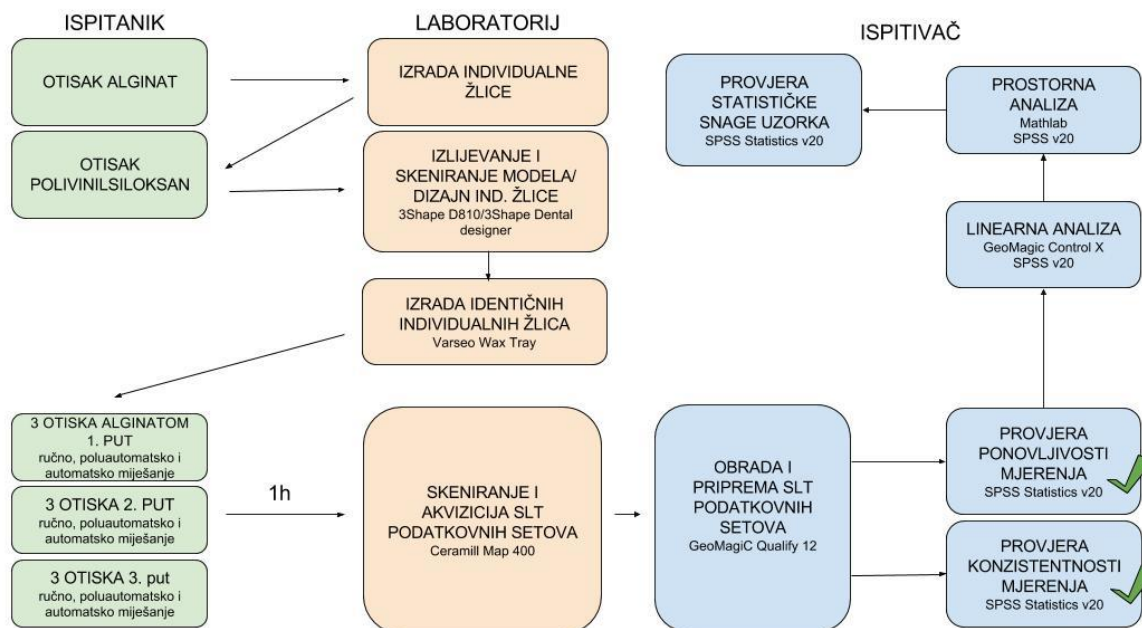 ISPITANIK
OTISAK ALGINAT
OTISAK
POLIVINILSILOKSAN
LABORATORIJ
IZRADA INDIVIDUALNE
ŽLICE
IZLIJEVANJE I
SKENIRANJE MODELA/
DIZAJN IND. ŽLICE
3Shape D810/3Shape Dental
designer
IZRADA IDENTIČNIH
INDIVIDUALNIH ŽLICA
Varseo Wax Tray
3 OTISKA ALGINATOM
1. PUT
ručno, poluautomatsko i
automatsko miješanje
3 OTISKA 2. PUT
ručno, poluautomatsko i
automatsko miješanje
3 OTISKA 3. put
ručno, poluautomatsko i
automatsko miješanje
1h
SKENIRANJE I
AKVIZICIJA SLT
PODATKOVNIH SETOVA
Ceramill Map 400
ISPITIVAČ
OBRADA I
PRIPREMA SLT
PODATKOVNIH
SETOVA
GeoMagiC Qualify 12
PROVJERA
PONOVLJIVOSTI
MJERENJA
SPSS Statistics v20
PROVJERA
KONZISTENTNOSTI
MJERENJA
SPSS Statistics v20
LINEARNA ANALIZA
GeoMagic Control X
SPSS v20
PROSTORNA
ANALIZA
Mathlab
SPSS v20
PROVJERA
STATISTIČKE
SNAGE UZORKA
SPSS Statistics v20